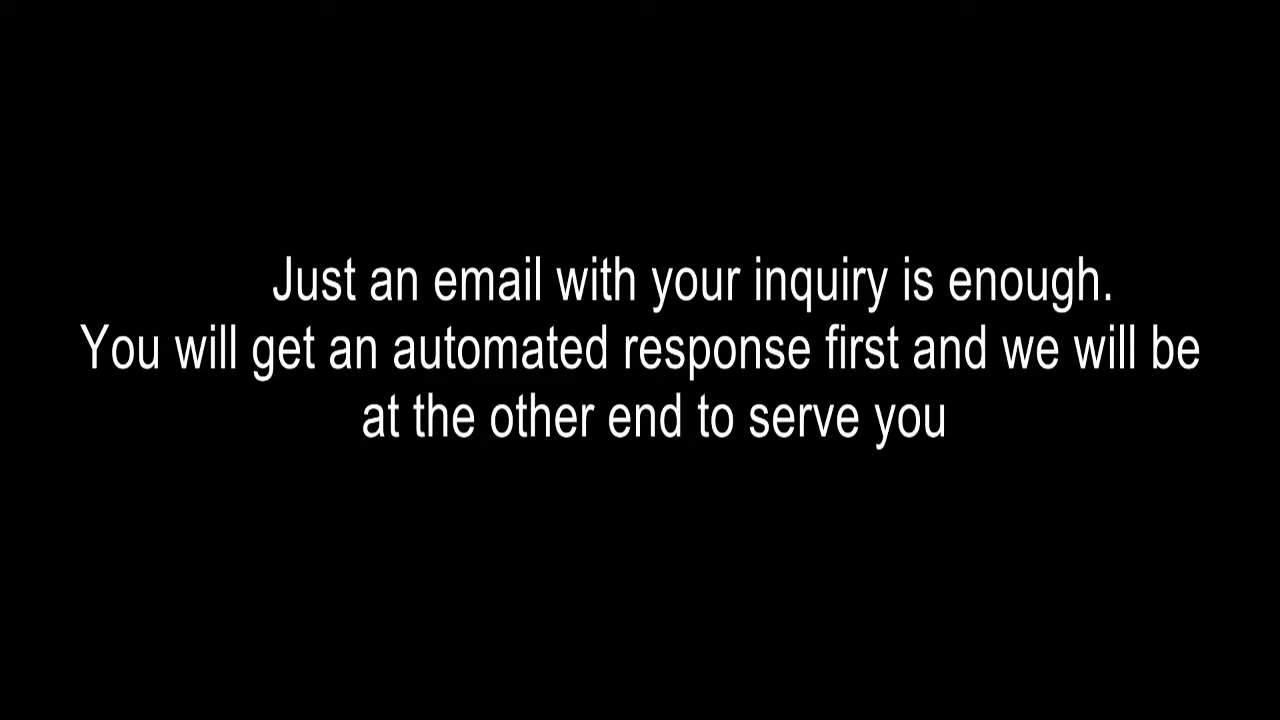 Just an email with your inquiry is enough.
You will get an automated response first and we will be
at the other end to serve you